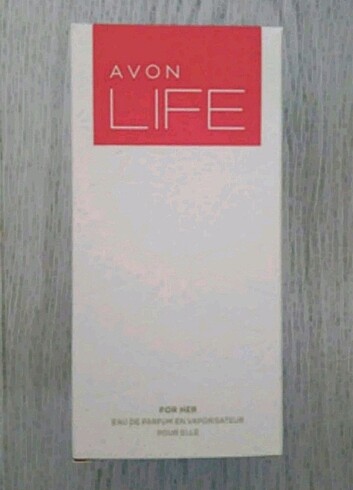 AVON
LIFE
FOR HER
EAU DE PARFUM EN VAPORISATEUR
POUR ELLE